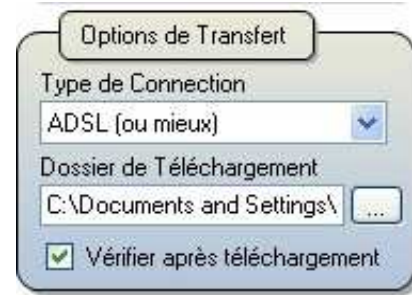 Options de Transfert
Type de Connection
ADSL (ou mieux)
Dossier de Téléchargement
C:\Documents and Settings\ ...
Vérifier après téléchargement